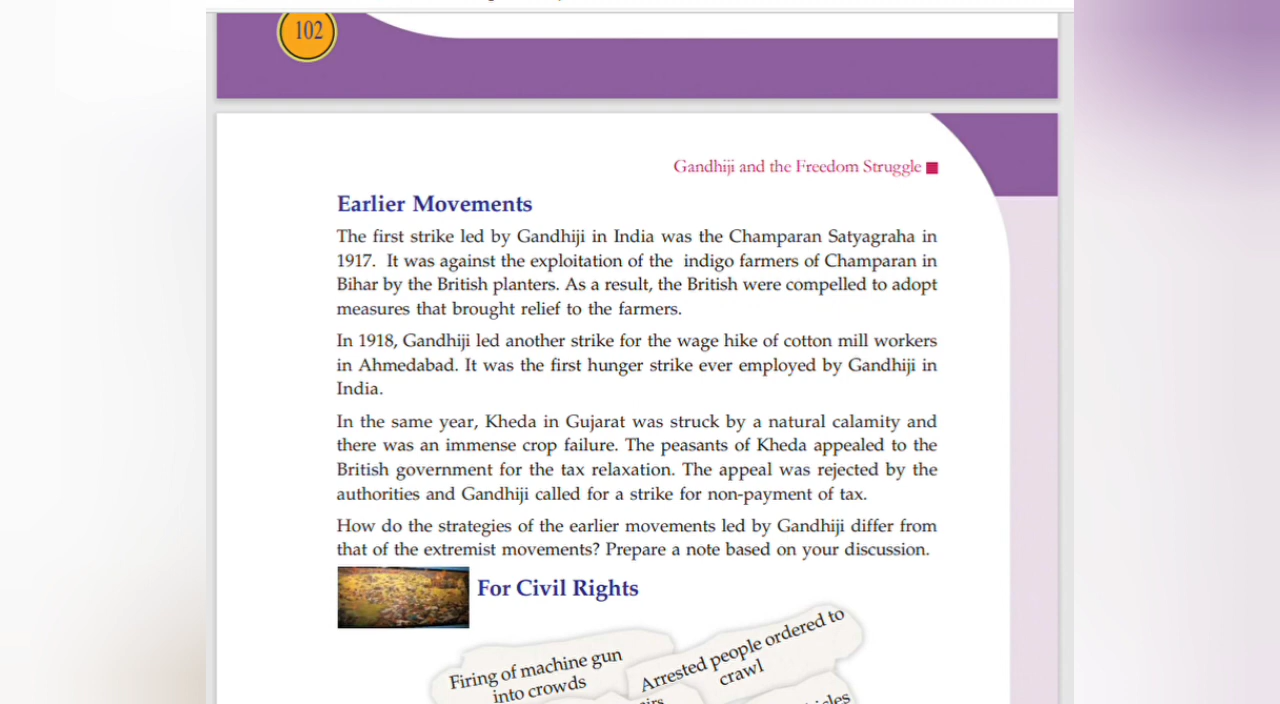 102
Gandhiji and the Freedom Struggle
Earlier Movements
The first strike led by Gandhiji in India was the Champaran Satyagraha in
1917. It was against the exploitation of the indigo farmers of Champaran in
Bihar by the British planters. As a result, the British were compelled to adopt
measures that brought relief to the farmers.
In 1918, Gandhiji led another strike for the wage hike of cotton mill workers
in Ahmedabad. It was the first hunger strike ever employed by Gandhiji in
India.
In the same year, Kheda in Gujarat was struck by a natural calamity and
there was an immense crop failure. The peasants of Kheda appealed to the
British government for the tax relaxation. The appeal was rejected by the
authorities and Gandhiji called for a strike for non-payment of tax.
How do the strategies of the earlier movements led by Gandhiji differ from
that of the extremist movements? Prepare a note based on your discussion.
For Civil Rights
Firing of machine gun
into crowds
Arrested people ordered to
crawl